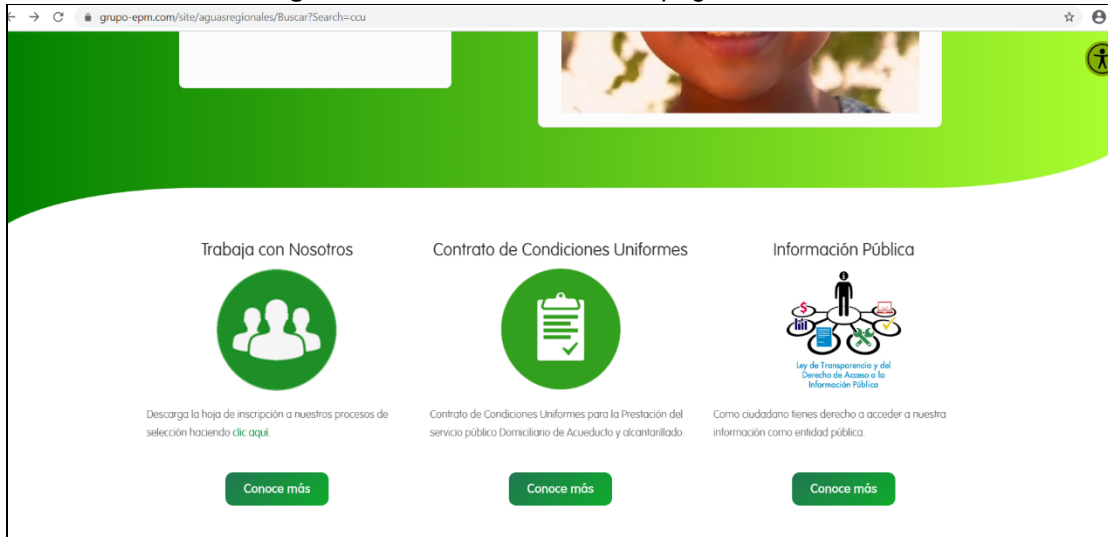 grupo-epm.com/site/aguasregionales/Buscar?Search=ccu
Trabaja con Nosotros
Contrato de Condiciones Uniformes
Información Pública
Ley de Transparencia y del
Derecho de Acceso a la
Información Pública
Descarga la hoja de inscripción a nuestros procesos de
selección haciendo clic aquí.
Contrato de Condiciones Uniformes para la Prestación del
servicio público Domiciliario de Acueducto y alcantarillado.
Como ciudadano tienes derecho a acceder a nuestra
información como entidad pública.
Conoce más
Conoce más
Conoce más